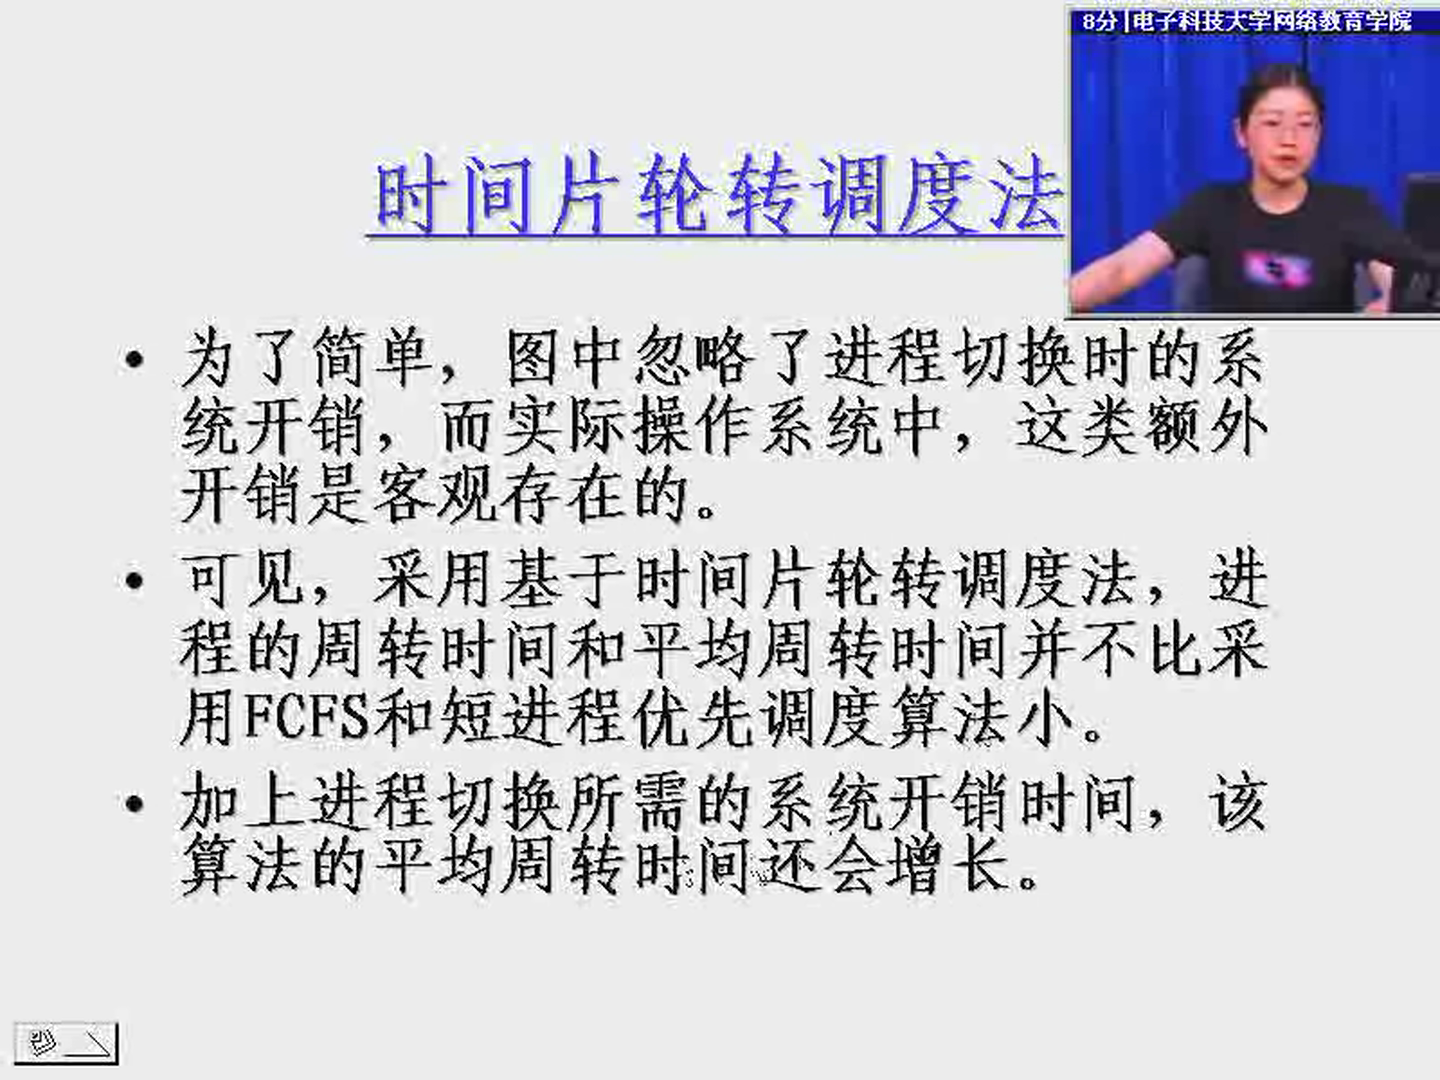 8分 |电子科技大学网络教育学院
时间片轮转调度法
• 为了简单，图中忽略了进程切换时的系
统开销，而实际操作系统中，这类额外
开销是客观存在的。
• 可见，采用基于时间片轮转调度法，进
程的周转时间和平均周转时间并不比采
用FCFS和短进程优先调度算法小。
• 加上进程切换所需的系统开销时间，该
算法的平均周转时间还会增长。